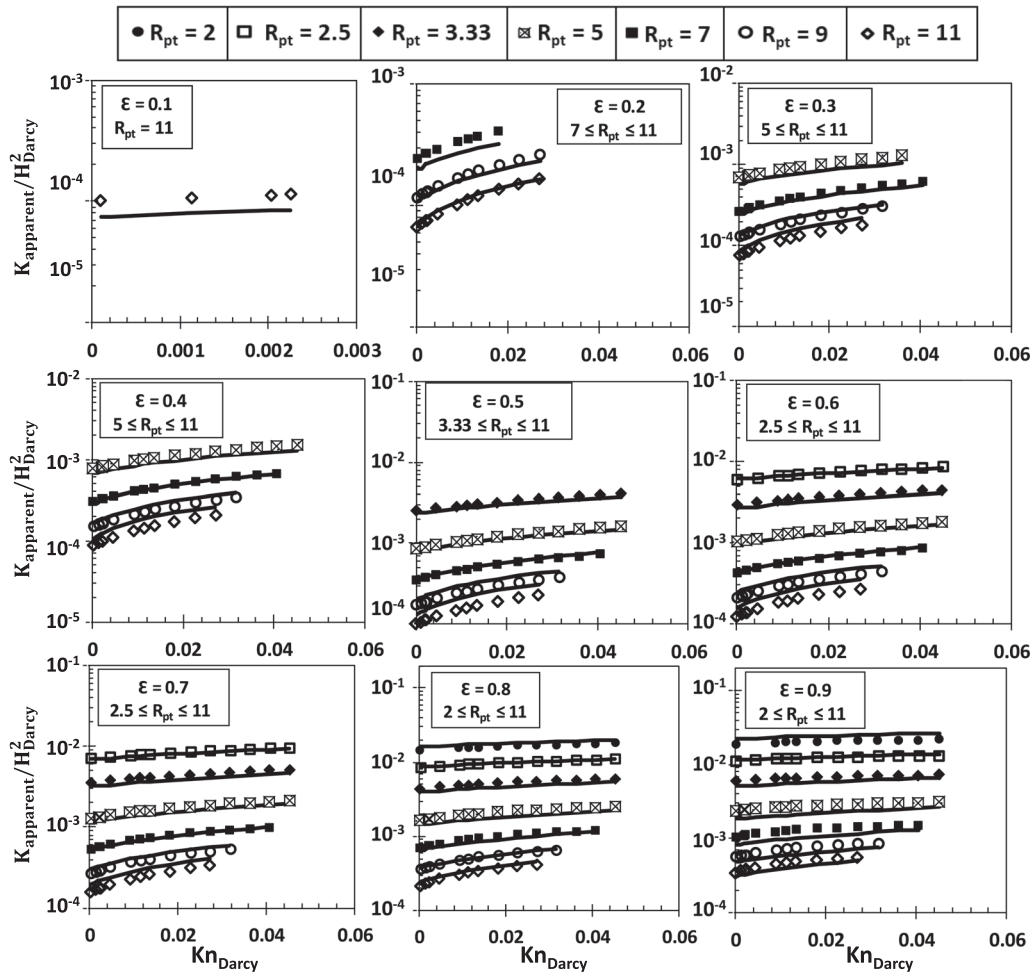 R_pt = 2 R_pt = 2.5 R_pt = 3.33 R_pt = 5 R_pt = 7 R_pt = 9 R_pt = 11
K_apparent/H²_Darcy
10⁻³
10⁻⁴
10⁻⁵
ε = 0.1
R_pt = 11
0 0.001 0.002 0.003
10⁻³
10⁻⁴
10⁻⁵
ε = 0.2
7 ≤ R_pt ≤ 11
0 0.02 0.04 0.06
10⁻²
10⁻³
10⁻⁴
10⁻⁵
ε = 0.3
5 ≤ R_pt ≤ 11
0 0.02 0.04 0.06
K_apparent/H²_Darcy
10⁻²
10⁻³
10⁻⁴
10⁻⁵
ε = 0.4
5 ≤ R_pt ≤ 11
0 0.02 0.04 0.06
10⁻¹
10⁻²
10⁻³
10⁻⁴
ε = 0.5
3.33 ≤ R_pt ≤ 11
0 0.02 0.04 0.06
10⁻¹
10⁻²
10⁻³
10⁻⁴
ε = 0.6
2.5 ≤ R_pt ≤ 11
0 0.02 0.04 0.06
K_apparent/H²_Darcy
10⁻¹
10⁻²
10⁻³
10⁻⁴
ε = 0.7
2.5 ≤ R_pt ≤ 11
0 0.02 0.04 0.06
Kn_Darcy
10⁻¹
10⁻²
10⁻³
10⁻⁴
ε = 0.8
2 ≤ R_pt ≤ 11
0 0.02 0.04 0.06
Kn_Darcy
10⁻¹
10⁻²
10⁻³
10⁻⁴
ε = 0.9
2 ≤ R_pt ≤ 11
0 0.02 0.04 0.06
Kn_Darcy